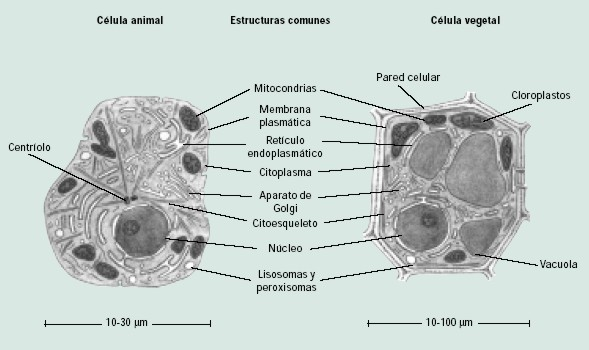 Célula animal
Estructuras comunes
Célula vegetal
Mitocondrias
Pared celular
Cloroplastos
Membrana
plasmática
Centríolo
Retículo
endoplasmático
Citoplasma
Aparato de
Golgi
Citoesqueleto
Núcleo
Vacuola
Lisosomas y
peroxisomas
10-30 μm
10-100 μm